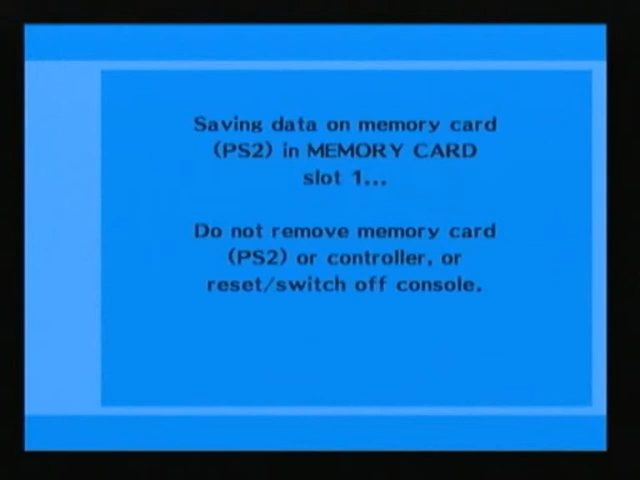 Saving data on memory card
(PS2) in MEMORY CARD
slot 1...
Do not remove memory card
(PS2) or controller, or
reset/switch off console.